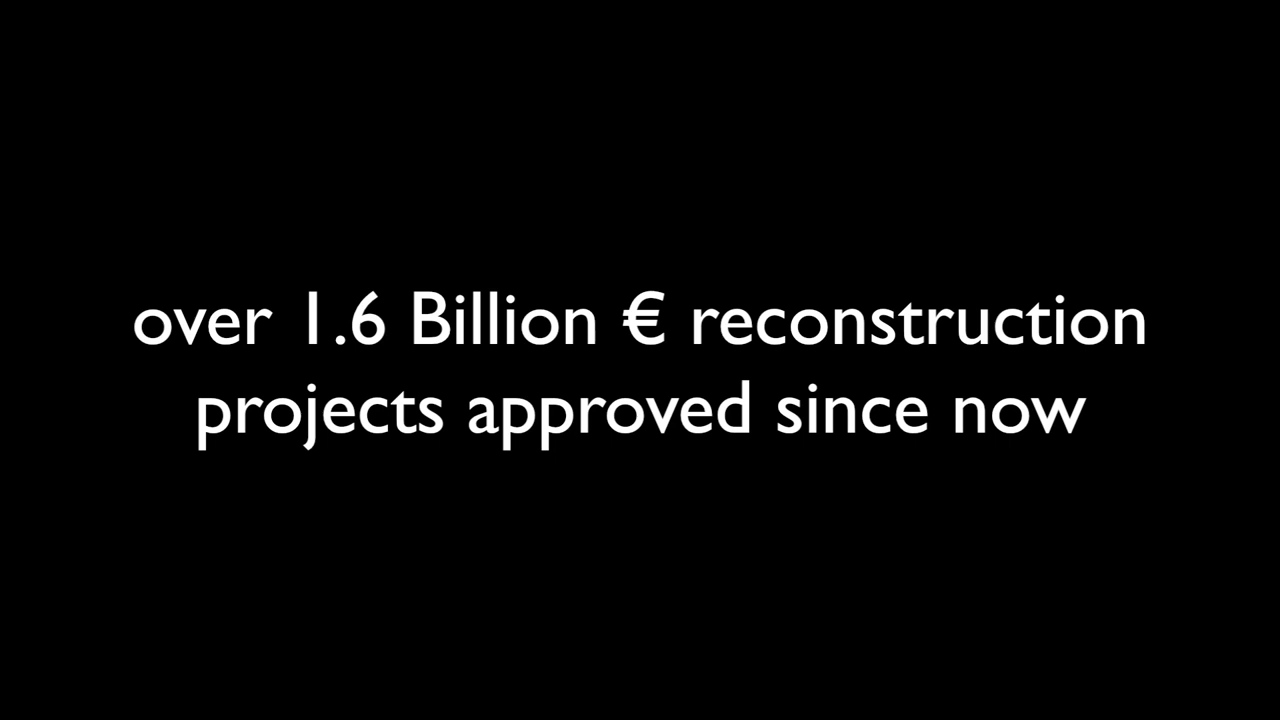 over 1.6 Billion € reconstruction
projects approved since now